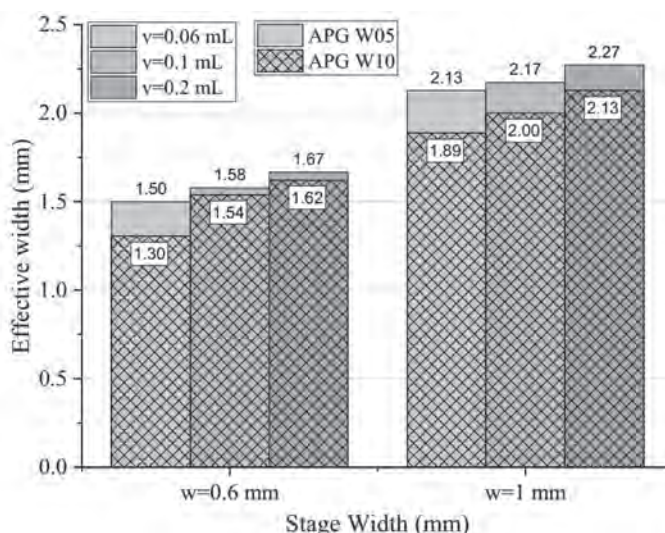 2.5
2.0
1.5
1.0
0.5
0.0
Effective width (mm)
v=0.06 mL
v=0.1 mL
v=0.2 mL
APG W05
APG W10
1.50
1.58
1.67
1.30
1.54
1.62
2.13
2.17
2.27
1.89
2.00
2.13
w=0.6 mm
w=1 mm
Stage Width (mm)